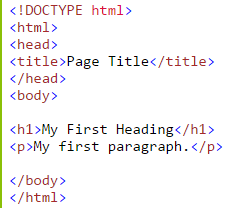 <!DOCTYPE html>
<html>
<head>
<title>Page Title</title>
</head>
<body>
<h1>My First Heading</h1>
<p>My first paragraph.</p>
</body>
</html>